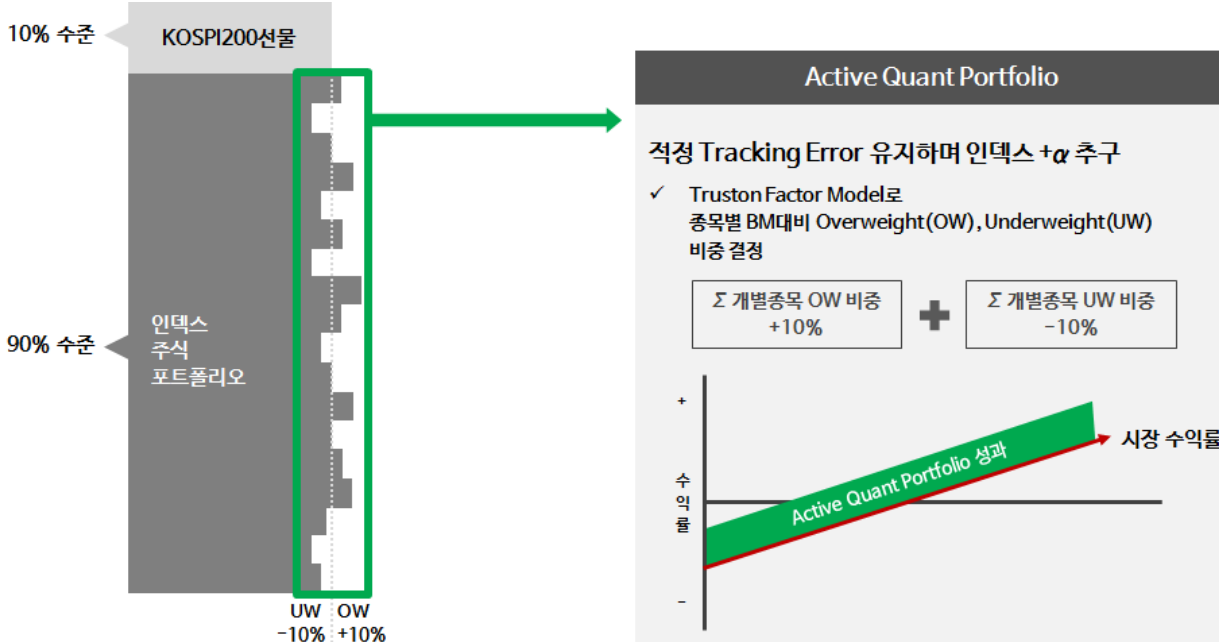 10% 수준
KOSPI200선물
90% 수준
인덱스
주식
포트폴리오
UW OW
-10% +10%
Active Quant Portfolio
적정 Tracking Error 유지하며 인덱스 +α 추구
✓ Truston Factor Model로
종목별 BM대비 Overweight(OW), Underweight(UW)
비중 결정
Σ 개별종목 OW 비중
+10%
+
Σ 개별종목 UW 비중
-10%
+
수
익
률
-
Active Quant Portfolio 성과
시장 수익률